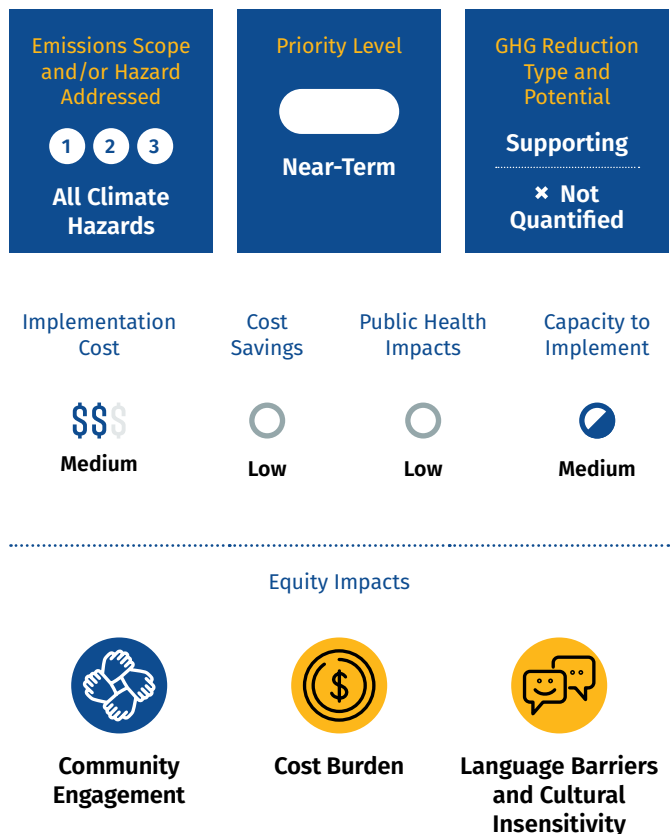 Emissions Scope
and/or Hazard
Addressed
1 2 3
All Climate
Hazards
Priority Level
Near-Term
GHG Reduction
Type and
Potential
Supporting
× Not
Quantified
Implementation
Cost
$$$
Medium
Cost
Savings
Low
Public Health
Impacts
Low
Capacity to
Implement
Medium
Equity Impacts
Community
Engagement
$
Cost Burden
Language Barriers
and Cultural
Insensitivity